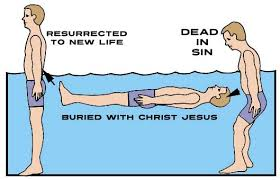 RESURRECTED
TO NEW LIFE
DEAD
IN
SIN
BURIED WITH CHRIST JESUS